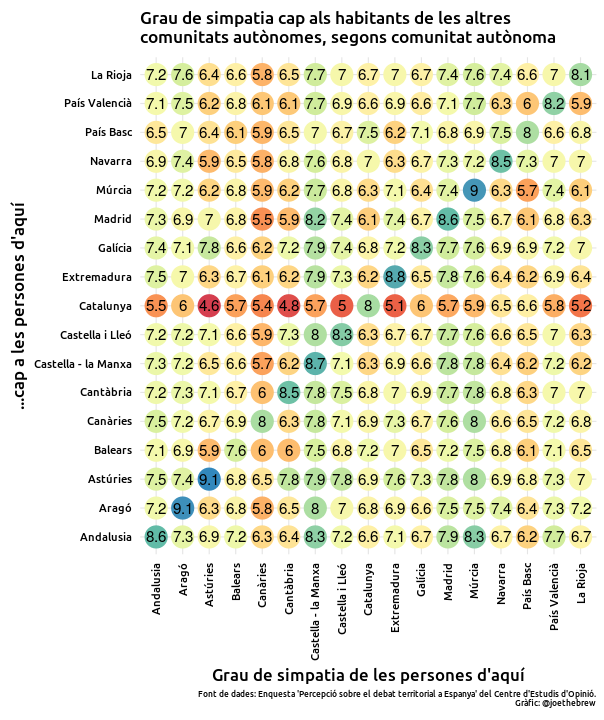 Grau de simpatia cap als habitants de les altres
comunitats autònomes, segons comunitat autònoma
...cap a les persones d'aquí
La Rioja 7.2 7.6 6.4 6.6 5.8 6.5 7.7 7 6.7 7 6.7 7.4 7.6 7.4 6.6 7 8.1
País Valencià 7.1 7.5 6.2 6.8 6.1 6.1 7.7 6.9 6.6 6.9 6.6 7.1 7.7 6.3 6 8.2 5.9
País Basc 6.5 7 6.4 6.1 5.9 6.5 7 6.7 7.5 6.2 7.1 6.8 6.9 7.5 8 6.6 6.8
Navarra 6.9 7.4 5.9 6.5 5.8 6.8 7.6 6.8 7 6.3 6.7 7.3 7.2 8.5 7.3 7 7
Múrcia 7.2 7.2 6.2 6.8 5.9 6.2 7.7 6.8 6.3 7.1 6.4 7.4 9 6.3 5.7 7.4 6.1
Madrid 7.3 6.9 7 6.8 5.5 5.9 8.2 7.4 6.1 7.4 6.7 8.6 7.5 6.7 6.1 6.8 6.3
Galícia 7.4 7.1 7.8 6.6 6.2 7.2 7.9 7.4 6.8 7.2 8.3 7.7 7.6 6.9 6.9 7.2 7
Extremadura 7.5 7 6.3 6.7 6.1 6.2 7.9 7.3 6.2 8.8 6.5 7.8 7.6 6.4 6.2 6.9 6.4
Catalunya 5.5 6 4.6 5.7 5.4 4.8 5.7 5 8 5.1 6 5.7 5.9 6.5 6.6 5.8 5.2
Castella i Lleó 7.2 7.2 7.1 6.6 5.9 7.3 8 8.3 6.3 6.7 6.7 7.7 7.6 6.6 6.5 7 6.3
Castella - la Manxa 7.3 7.2 6.5 6.6 5.7 6.2 8.7 7.1 6.3 6.9 6.6 7.8 7.8 6.4 6.2 7.2 6.2
Cantàbria 7.2 7.3 7.1 6.7 6 8.5 7.8 7.5 6.8 7 6.9 7.7 7.8 6.8 6.3 7 7
Canàries 7.5 7.2 6.7 6.9 8 6.3 7.8 7.1 6.9 7.3 6.7 7.6 8 6.6 6.5 7.2 6.8
Balears 7.1 6.9 5.9 7.6 6 6 7.5 6.8 7.2 7 6.5 7.2 7.5 6.8 6.1 7.1 6.5
Astúries 7.5 7.4 9.1 6.8 6.5 7.8 7.9 7.8 6.9 7.6 7.3 7.8 8 6.9 6.8 7.3 7
Aragó 7.2 9.1 6.3 6.8 5.8 6.5 8 7 6.8 6.9 6.6 7.5 7.5 7.4 6.4 7.3 7.2
Andalusia 8.6 7.3 6.9 7.2 6.3 6.4 8.3 7.2 6.6 7.1 6.7 7.9 8.3 6.7 6.2 7.7 6.7
Andalusia
Aragó
Astúries
Balears
Canàries
Cantàbria
Castella - la Manxa
Castella i Lleó
Catalunya
Extremadura
Galícia
Madrid
Múrcia
Navarra
País Basc
País Valencià
La Rioja
Grau de simpatia de les persones d'aquí
Font de dades: Enquesta 'Percepció sobre el debat territorial a Espanya' del Centre d'Estudis d'Opinió.
Gràfic: @joethebrew